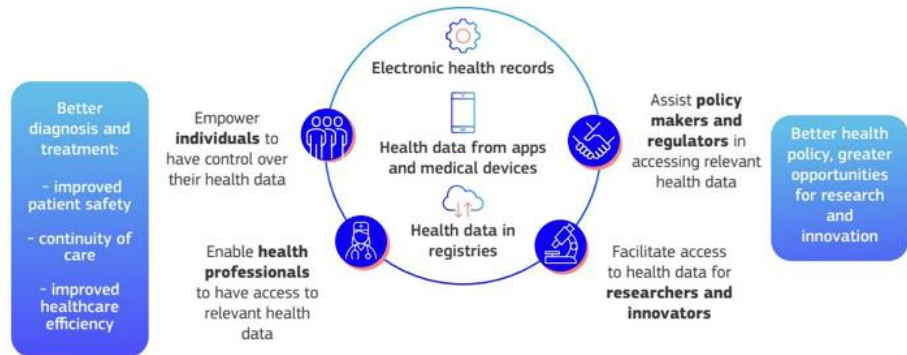 Better
diagnosis and
treatment:
– improved
patient safety
– continuity of
care
– improved
healthcare
efficiency
Empower
individuals to
have control over
their health data
Enable health
professionals
to have access to
relevant health
data
Electronic health records
Health data from apps
and medical devices
Health data in
registries
Assist policy
makers and
regulators in
accessing relevant
health data
Facilitate access
to health data for
researchers and
innovators
Better health
policy, greater
opportunities
for research
and
innovation